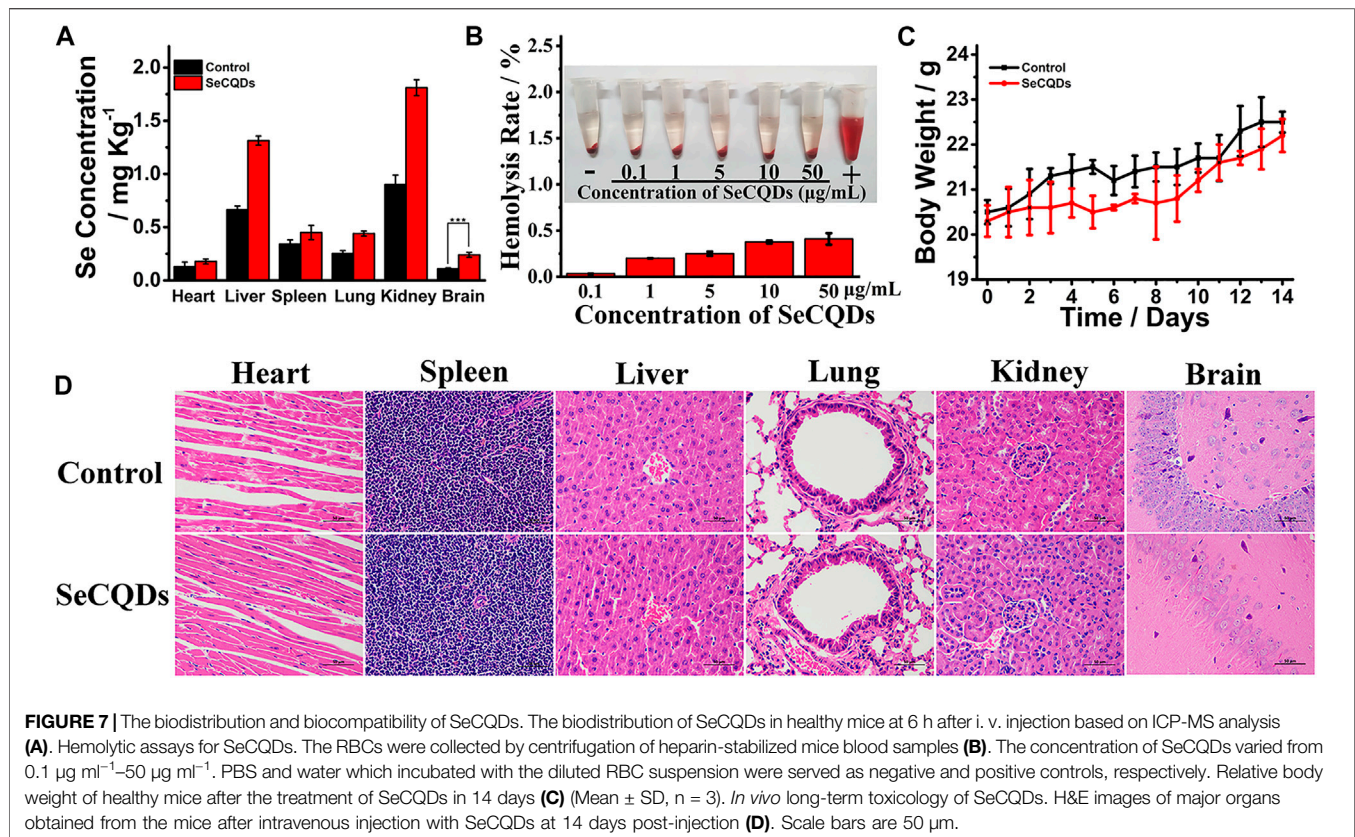 A
Control
SeCQDs
Se Concentration
/ mg Kg⁻¹
2.0
1.5
1.0
0.5
0.0
Heart Liver Spleen Lung Kidney Brain
***
B
Hemolysis Rate / %
2.5
2.0
1.5
1.0
0.5
0.0
- 0.1 1 5 10 50 +
Concentration of SeCQDs (μg/mL)
0.1 1 5 10 50 μg/mL
Concentration of SeCQDs
C
Control
SeCQDs
Body Weight / g
23
22
21
20
19
0 2 4 6 8 10 12 14
Time / Days
D
Heart Spleen Liver Lung Kidney Brain
Control
SeCQDs
FIGURE 7 | The biodistribution and biocompatibility of SeCQDs. The biodistribution of SeCQDs in healthy mice at 6 h after i. v. injection based on ICP-MS analysis
(A). Hemolytic assays for SeCQDs. The RBCs were collected by centrifugation of heparin-stabilized mice blood samples (B). The concentration of SeCQDs varied from
0.1 μg ml⁻¹–50 μg ml⁻¹. PBS and water which incubated with the diluted RBC suspension were served as negative and positive controls, respectively. Relative body
weight of healthy mice after the treatment of SeCQDs in 14 days (C) (Mean ± SD, n = 3). In vivo long-term toxicology of SeCQDs. H&E images of major organs
obtained from the mice after intravenous injection with SeCQDs at 14 days post-injection (D). Scale bars are 50 μm.